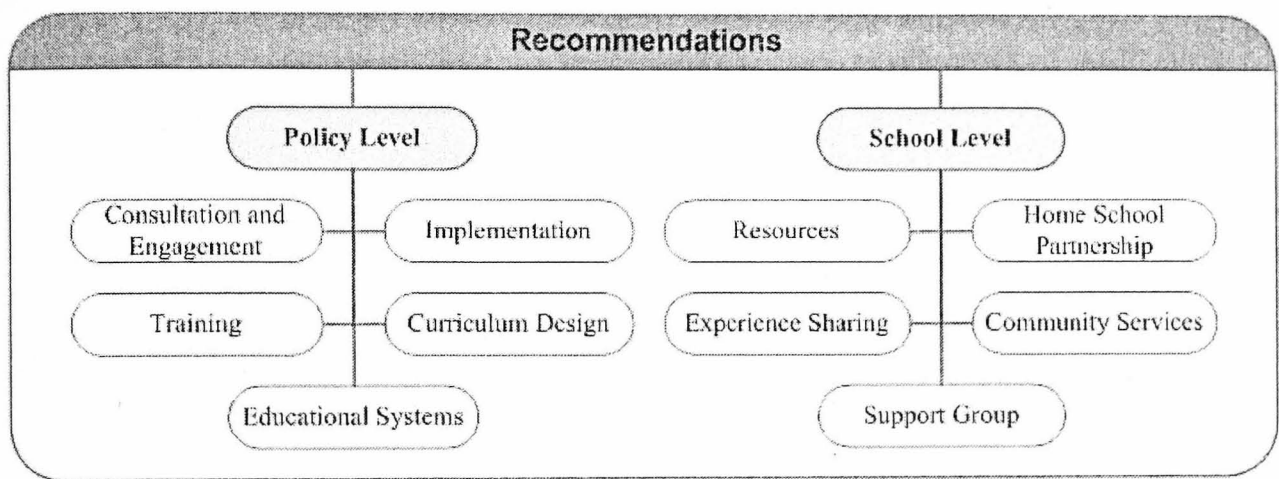 Recommendations
Policy Level
School Level
Consultation and
Engagement
Implementation
Resources
Home School
Partnership
Training
Curriculum Design
Experience Sharing
Community Services
Educational Systems
Support Group